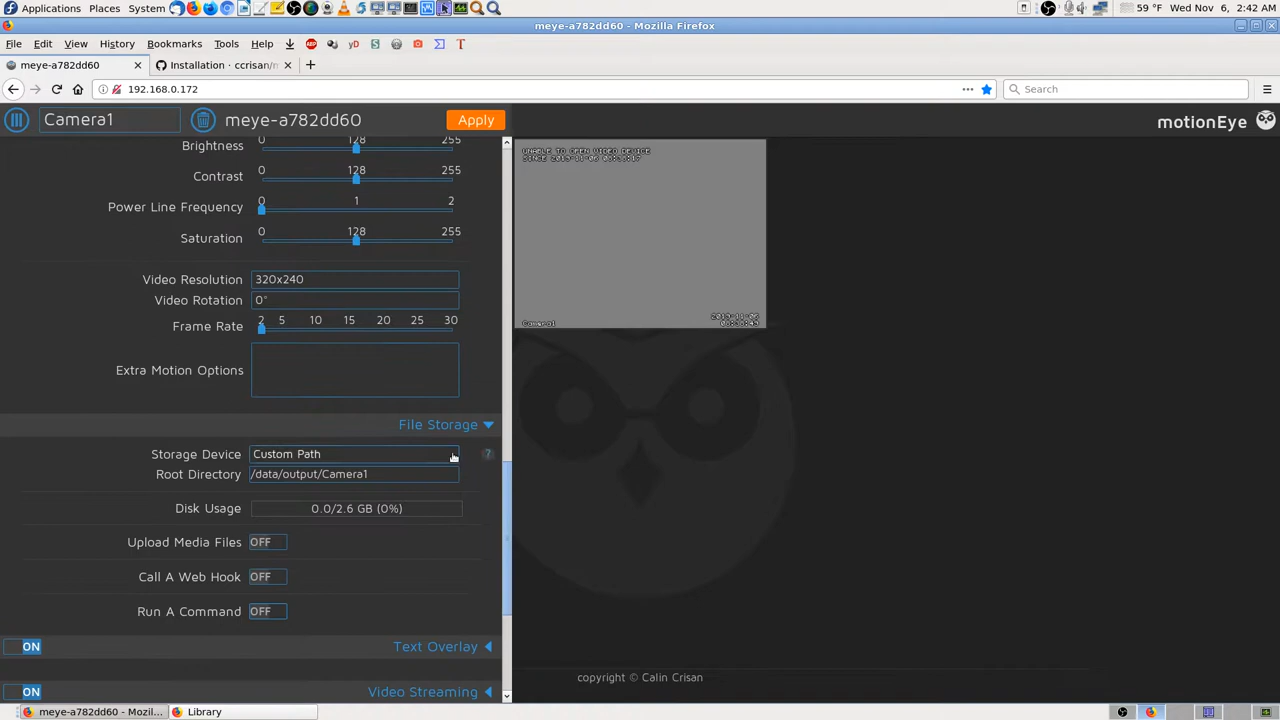 Applications Places System 59 °F Wed Nov 6, 2:42 AM
meye-a782dd60 - Mozilla Firefox
File Edit View History Bookmarks Tools Help
meye-a782dd60 Installation · ccrisan/m
192.168.0.172 Search
Camera1 meye-a782dd60 Apply motionEye
Brightness 0 128 255
Contrast 0 128 255
Power Line Frequency 0 1 2
Saturation 0 128 255
Video Resolution 320x240
Video Rotation 0°
Frame Rate 2 5 10 15 20 25 30
Extra Motion Options
File Storage
Storage Device Custom Path ?
Root Directory /data/output/Camera1
Disk Usage 0.0/2.6 GB (0%)
Upload Media Files OFF
Call A Web Hook OFF
Run A Command OFF
ON Text Overlay
ON Video Streaming
UNABLE TO OPEN VIDEO DEVICE
Camera1
copyright © Calin Crisan
meye-a782dd60 - Mozil... Library